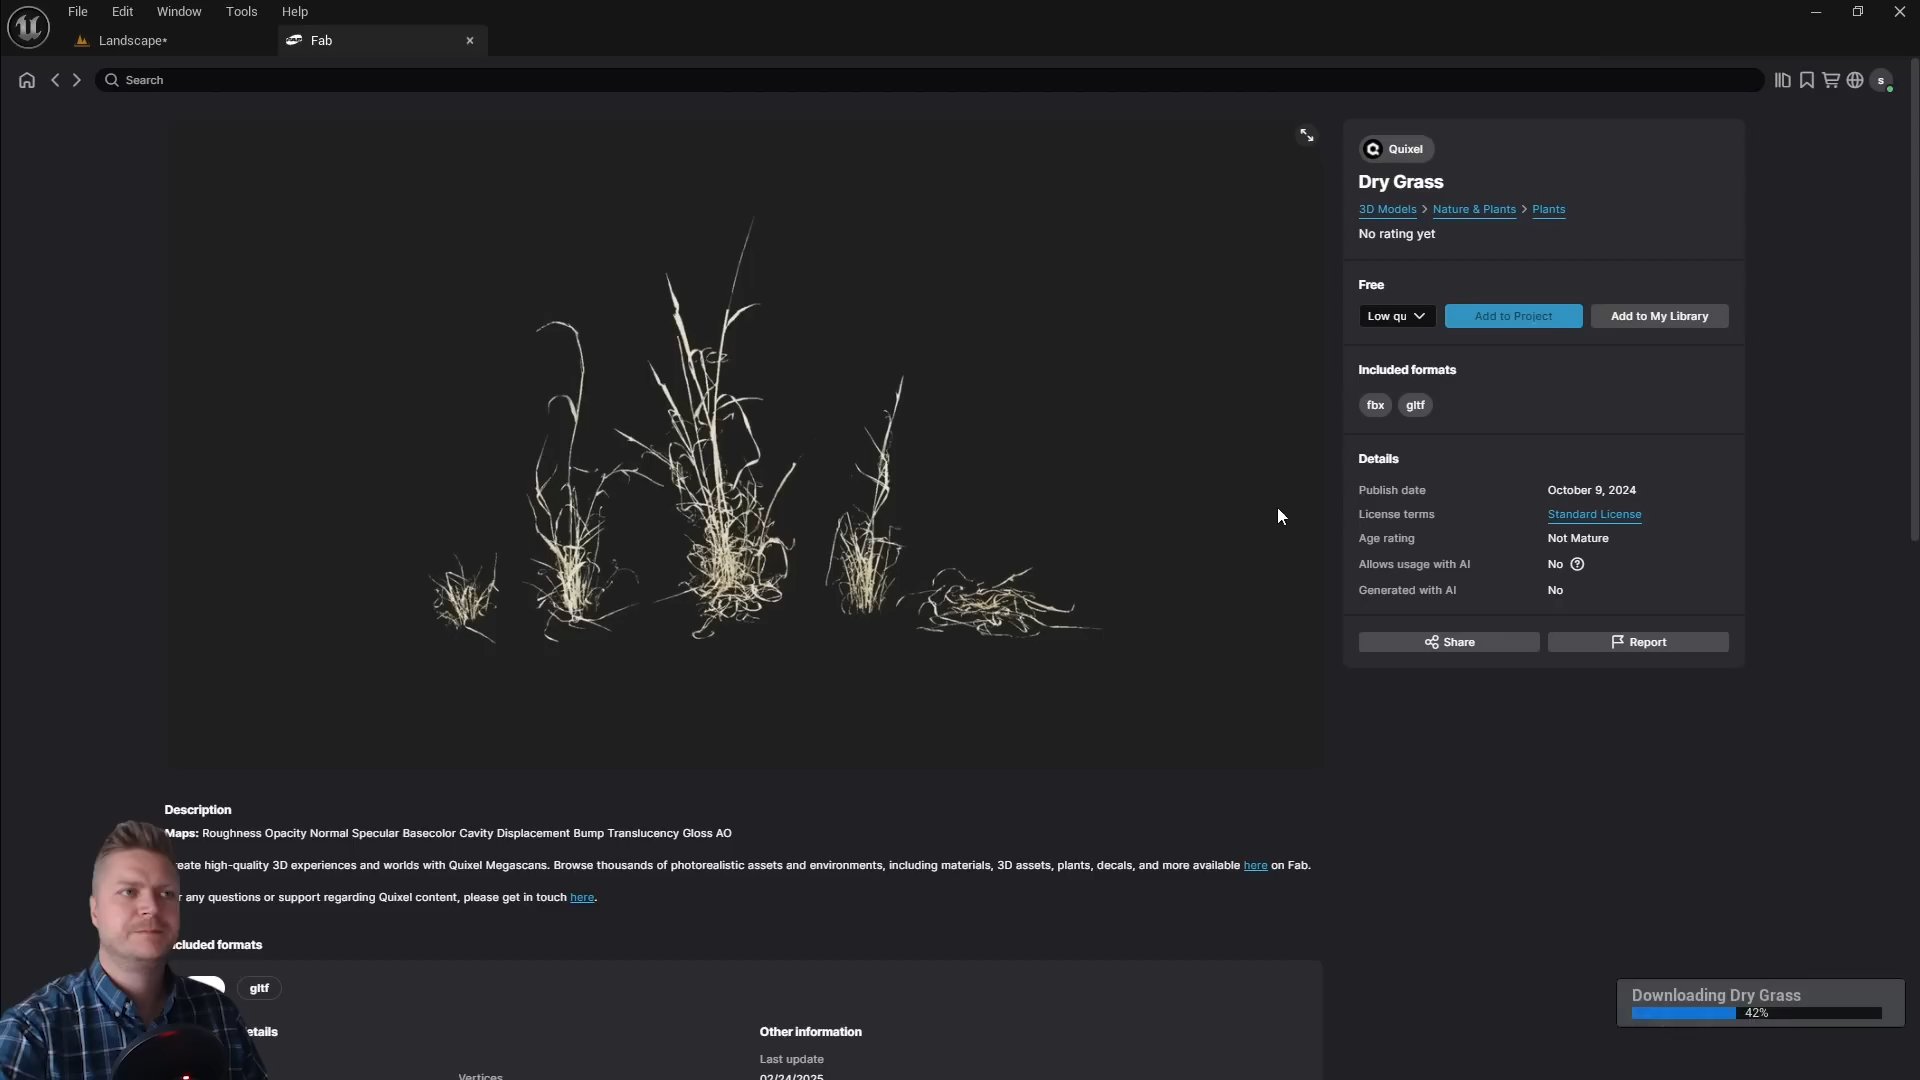 File Edit Window Tools Help
Landscape*
Fab
Search
s
Quixel
Dry Grass
3D Models > Nature & Plants > Plants
No rating yet
Free
Low qu
Add to Project
Add to My Library
Included formats
fbx gltf
Details
Publish date October 9, 2024
License terms Standard License
Age rating Not Mature
Allows usage with AI No
Generated with AI No
Share
Report
Description
Maps: Roughness Opacity Normal Specular Basecolor Cavity Displacement Bump Translucency Gloss AO
reate high-quality 3D experiences and worlds with Quixel Megascans. Browse thousands of photorealistic assets and environments, including materials, 3D assets, plants, decals, and more available here on Fab.
r any questions or support regarding Quixel content, please get in touch here.
cluded formats
gltf
etails
Other information
Last update
Vertices
02/24/2025
Downloading Dry Grass
42%